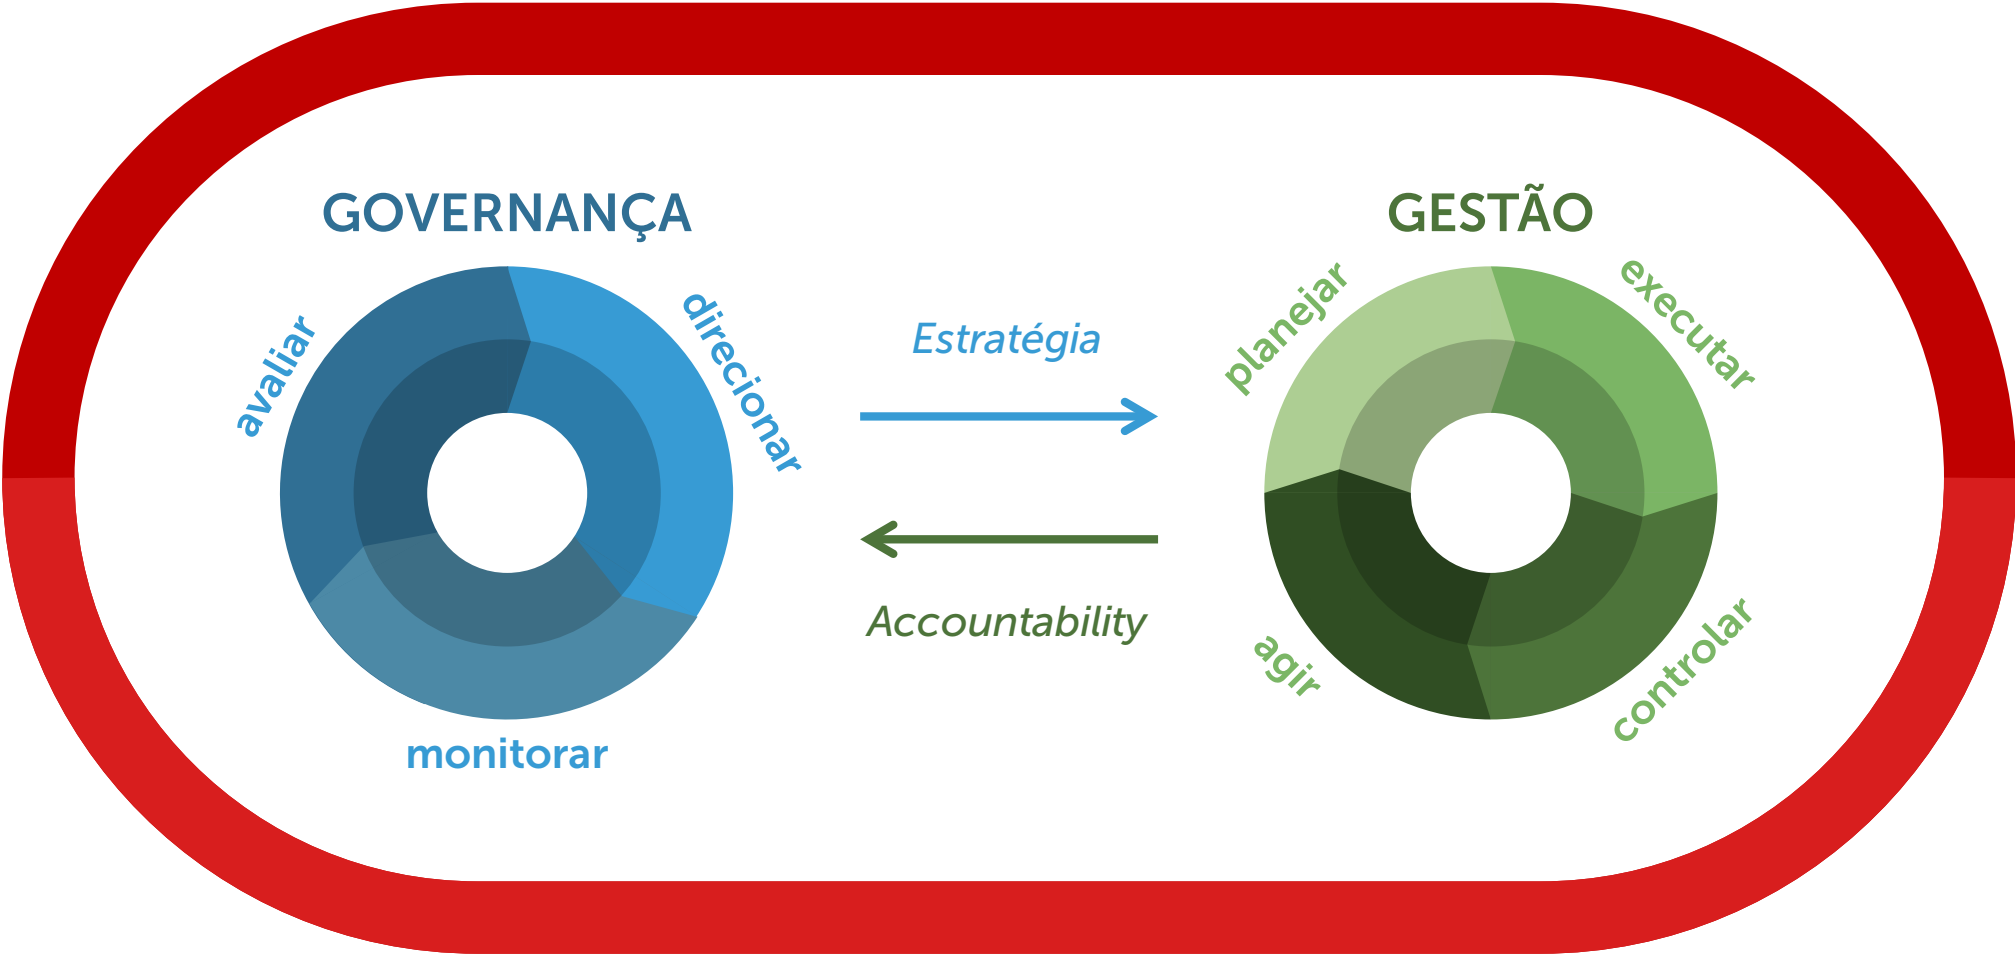 GOVERNANÇA
avaliar
direcionar
monitorar
Estratégia
Accountability
GESTÃO
planejar
executar
agir
controlar